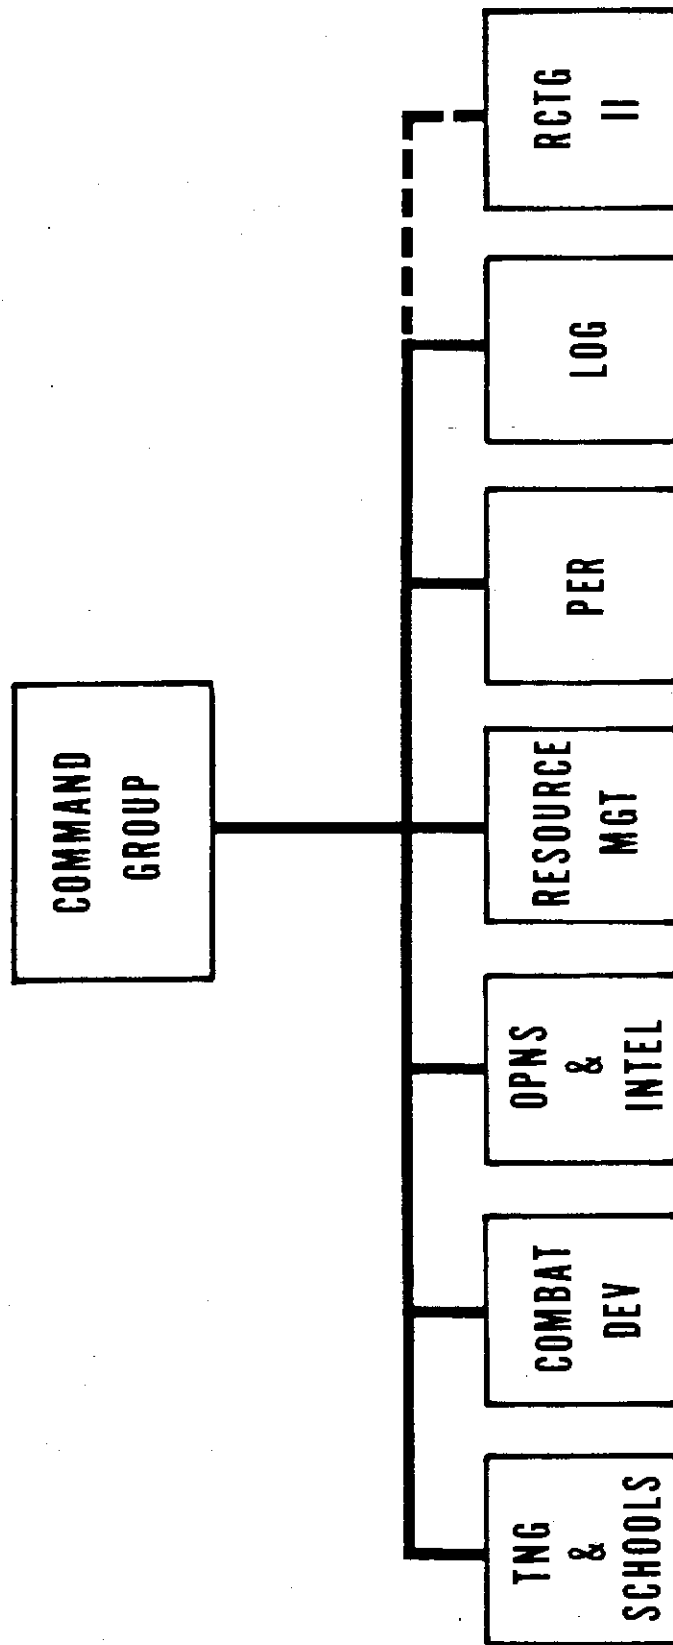 COMMAND
GROUP
TNG
&
SCHOOLS
COMBAT
DEV
OPNS
&
INTEL
RESOURCE
MGT
PER
LOG
RCTG
II